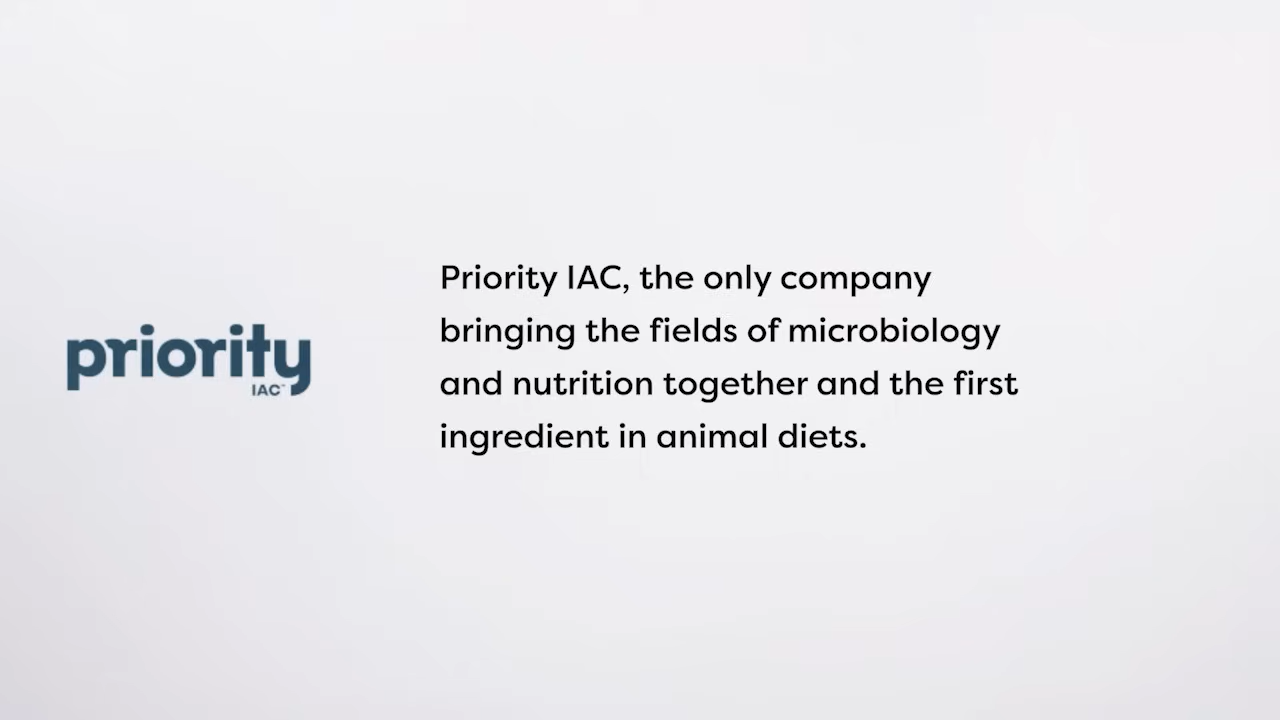 priority
IAC™
Priority IAC, the only company
bringing the fields of microbiology
and nutrition together and the first
ingredient in animal diets.